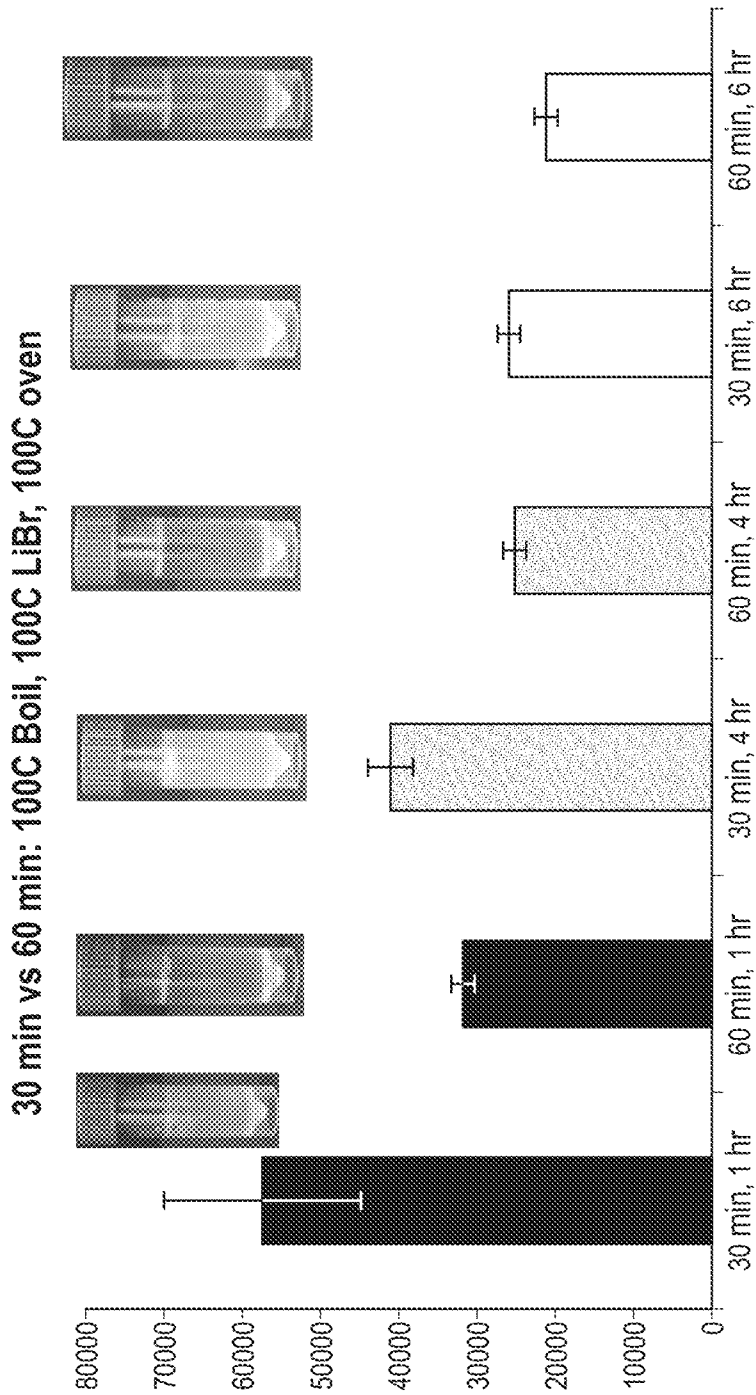 30 min vs 60 min: 100C Boil, 100C LiBr, 100C oven
80000
70000
60000
50000
40000
30000
20000
10000
0
30 min, 1 hr
60 min, 1 hr
30 min, 4 hr
60 min, 4 hr
30 min, 6 hr
60 min, 6 hr